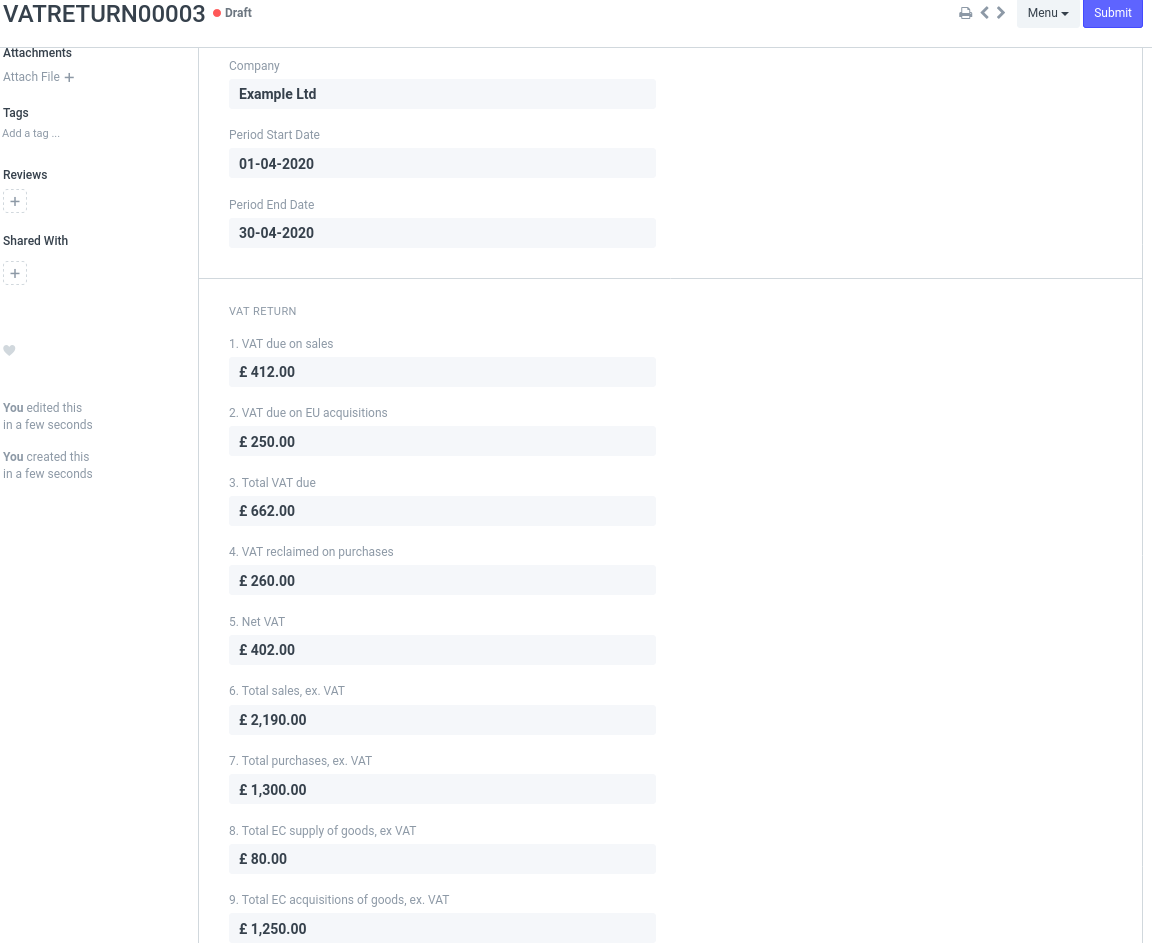 VATRETURN00003 Draft Menu Submit
Attachments
Attach File
Tags
Add a tag ...
Reviews
+
Shared With
+
You edited this
in a few seconds
You created this
in a few seconds
Company
Example Ltd
Period Start Date
01-04-2020
Period End Date
30-04-2020
VAT RETURN
1. VAT due on sales
£ 412.00
2. VAT due on EU acquisitions
£ 250.00
3. Total VAT due
£ 662.00
4. VAT reclaimed on purchases
£ 260.00
5. Net VAT
£ 402.00
6. Total sales, ex. VAT
£ 2,190.00
7. Total purchases, ex. VAT
£ 1,300.00
8. Total EC supply of goods, ex VAT
£ 80.00
9. Total EC acquisitions of goods, ex. VAT
£ 1,250.00